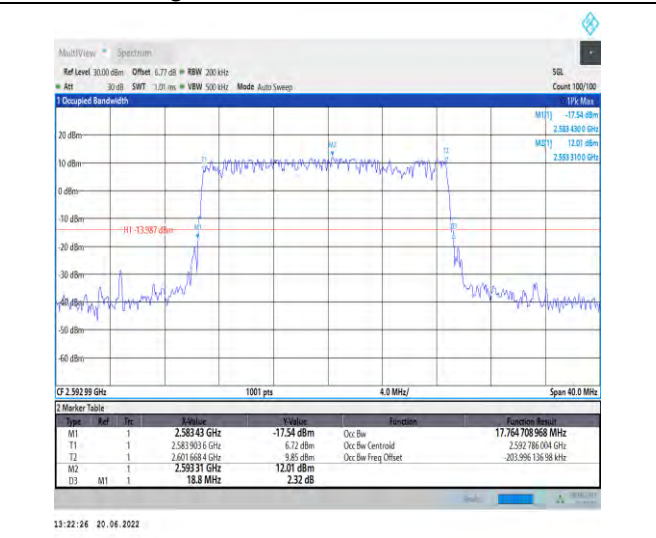 MultiView Spectrum
Ref Level 30.00 dBm Offset 6.77 dB RBW 200 kHz SGL
Att 30 dB SWT 1.01 ms VBW 500 kHz Mode Auto Sweep Count 100/100
1 Occupied Bandwidth 1Pk Max
M1[1] -17.54 dBm
2.583 4300 GHz
20 dBm
M2[1] 12.01 dBm
M2 T2
2.593 3100 GHz
10 dBm T1
0 dBm
-10 dBm
H1 -13.987 dBm M1 D3
-20 dBm
-30 dBm
-40 dBm
-50 dBm
-60 dBm
CF 2.592 99 GHz 1001 pts 4.0 MHz/ Span 40.0 MHz
2 Marker Table
Type Ref Trc X-Value Y-Value Function Function Result
M1 1 2.583 43 GHz -17.54 dBm Occ Bw 17.764 708 968 MHz
T1 1 2.583 903 6 GHz 6.72 dBm Occ Bw Centroid 2.592 786 004 GHz
T2 1 2.601 668 4 GHz 9.85 dBm Occ Bw Freq Offset -203.996 136 98 kHz
M2 1 2.593 31 GHz 12.01 dBm
D3 M1 1 18.8 MHz 2.32 dB
13:22:26 20.06.2022